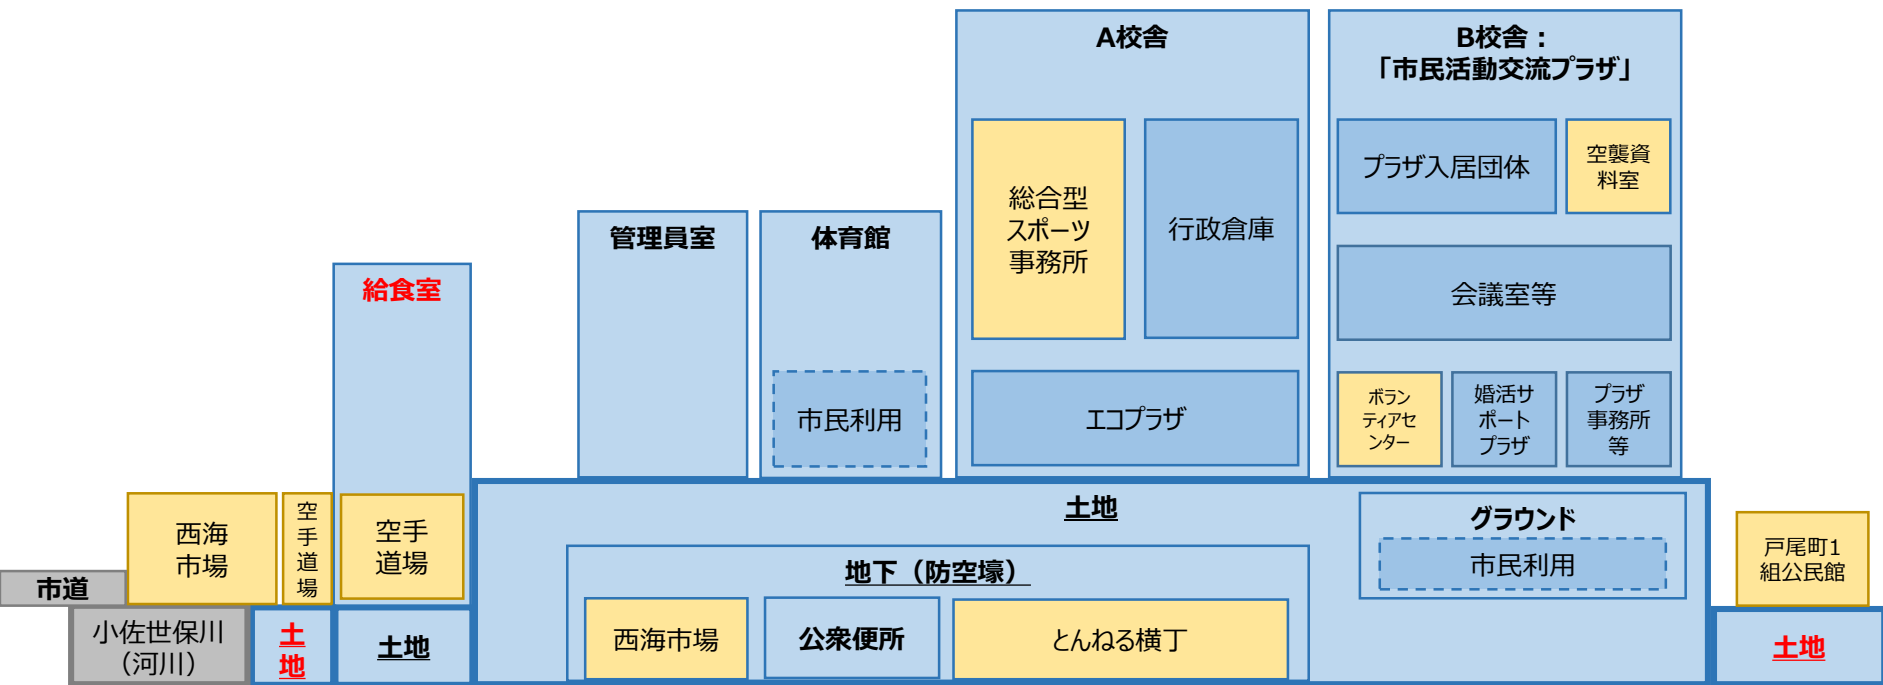 A校舎
B校舎：
「市民活動交流プラザ」
総合型
スポーツ
事務所
行政倉庫
プラザ入居団体
空襲資
料室
会議室等
エコプラザ
ボラン
ティアセ
ンター
婚活サ
ポート
プラザ
プラザ
事務所
等
管理員室
体育館
市民利用
給食室
西海
市場
空
手
道
場
空手
道場
土地
グラウンド
市民利用
地下（防空壕）
西海市場
公衆便所
とんねる横丁
戸尾町1
組公民館
市道
小佐世保川
（河川）
土
地
土地
土地